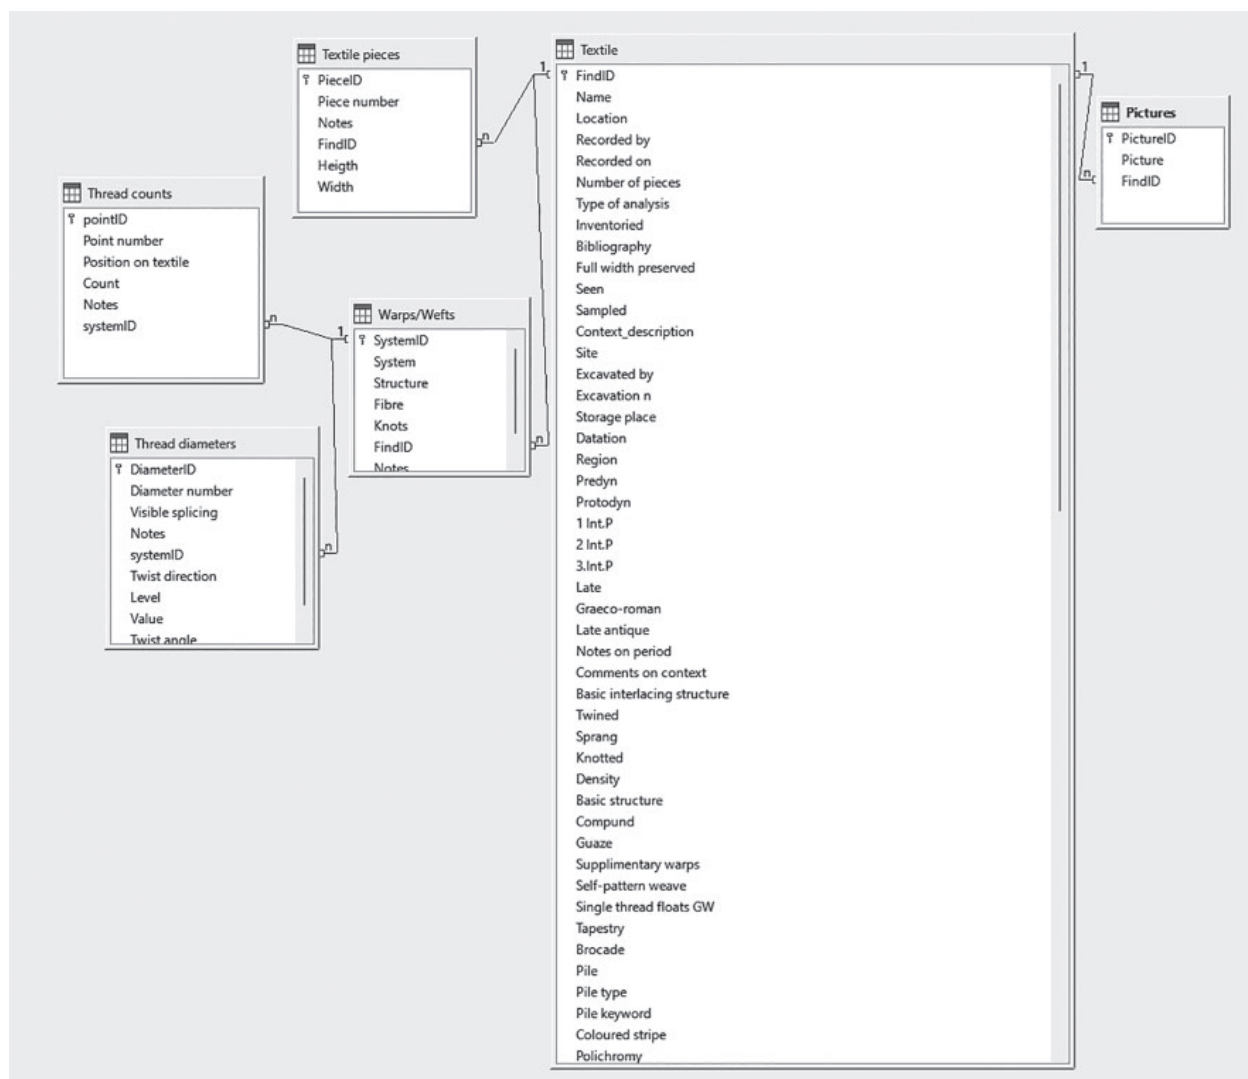 Textile pieces
PieceID
Piece number
Notes
FindID
Heigth
Width
Thread counts
pointID
Point number
Position on textile
Count
Notes
systemID
Warps/Wefts
SystemID
System
Structure
Fibre
Knots
FindID
Notes
Thread diameters
DiameterID
Diameter number
Visible splicing
Notes
systemID
Twist direction
Level
Value
Twist angle
Textile
FindID
Name
Location
Recorded by
Recorded on
Number of pieces
Type of analysis
Inventoried
Bibliography
Full width preserved
Seen
Sampled
Context_description
Site
Excavated by
Excavation n
Storage place
Datation
Region
Predyn
Protodyn
1 Int.P
2 Int.P
3.Int.P
Late
Graeco-roman
Late antique
Notes on period
Comments on context
Basic interlacing structure
Twined
Sprang
Knotted
Density
Basic structure
Compund
Guaze
Supplimentary warps
Self-pattern weave
Single thread floats GW
Tapestry
Brocade
Pile
Pile type
Pile keyword
Coloured stripe
Polichromy
Pictures
PictureID
Picture
FindID
1
n
1
n
n
1
n
n